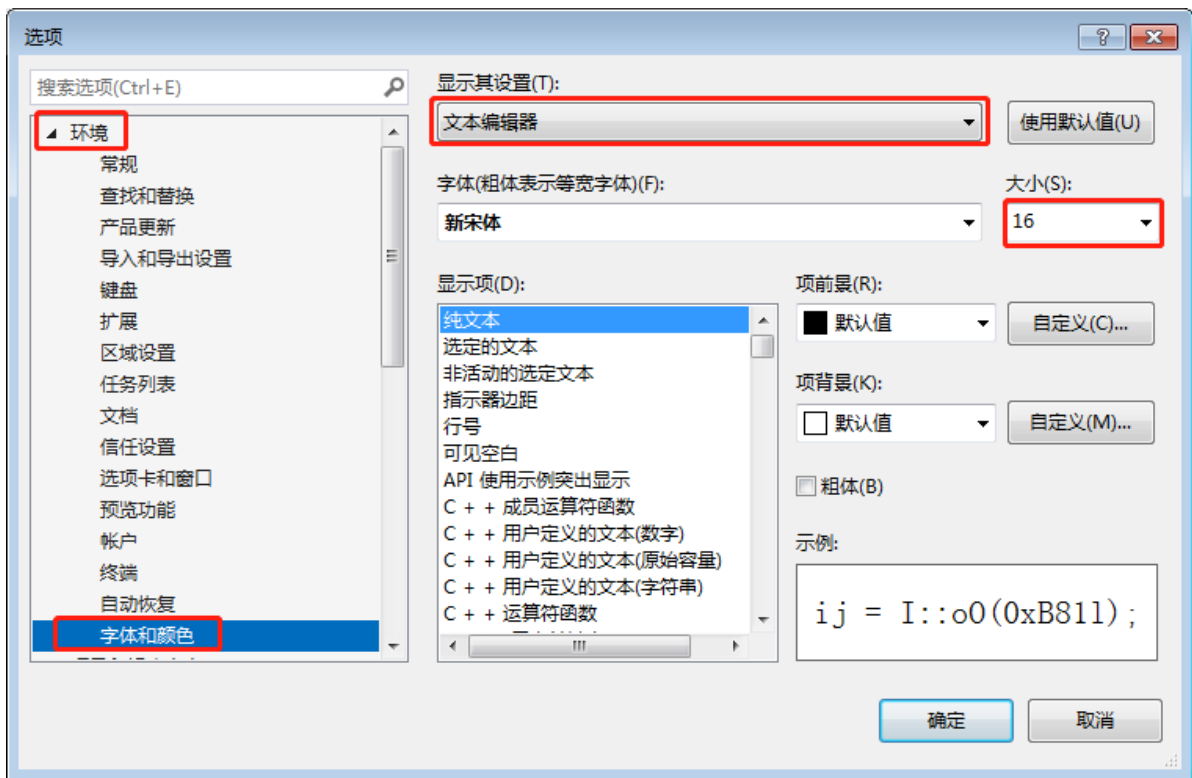 选项
搜索选项(Ctrl+E)
环境
常规
查找和替换
产品更新
导入和导出设置
键盘
扩展
区域设置
任务列表
文档
信任设置
选项卡和窗口
预览功能
帐户
终端
自动恢复
字体和颜色
显示其设置(T):
文本编辑器
使用默认值(U)
字体(粗体表示等宽字体)(F):
大小(S):
新宋体
16
显示项(D):
纯文本
选定的文本
非活动的选定文本
指示器边距
行号
可见空白
API 使用示例突出显示
C + + 成员运算符函数
C + + 用户定义的文本(数字)
C + + 用户定义的文本(原始容量)
C + + 用户定义的文本(字符串)
C + + 运算符函数
项前景(R):
默认值
自定义(C)...
项背景(K):
默认值
自定义(M)...
粗体(B)
示例:
ij = I::oO(0xB81l);
确定
取消